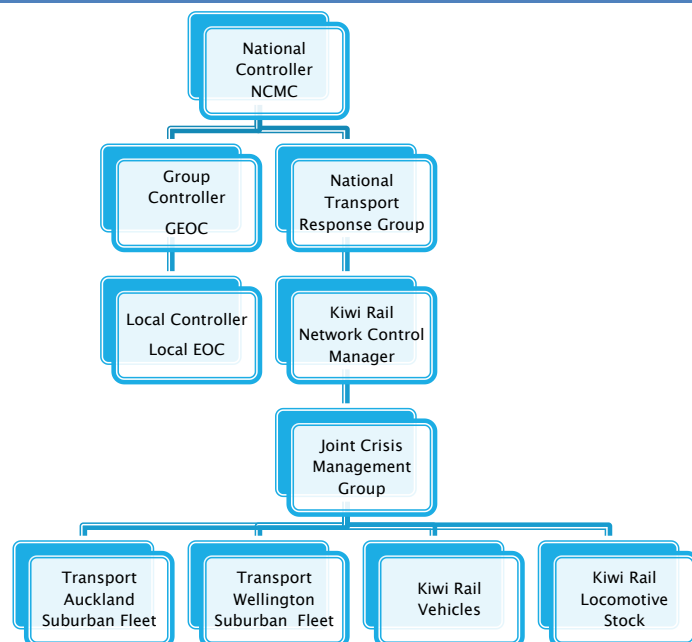 National
Controller
NCMC
Group
Controller
GEOC
National
Transport
Response Group
Local Controller
Local EOC
Kiwi Rail
Network Control
Manager
Joint Crisis
Management
Group
Transport
Auckland
Suburban Fleet
Transport
Wellington
Suburban Fleet
Kiwi Rail
Vehicles
Kiwi Rail
Locomotive
Stock